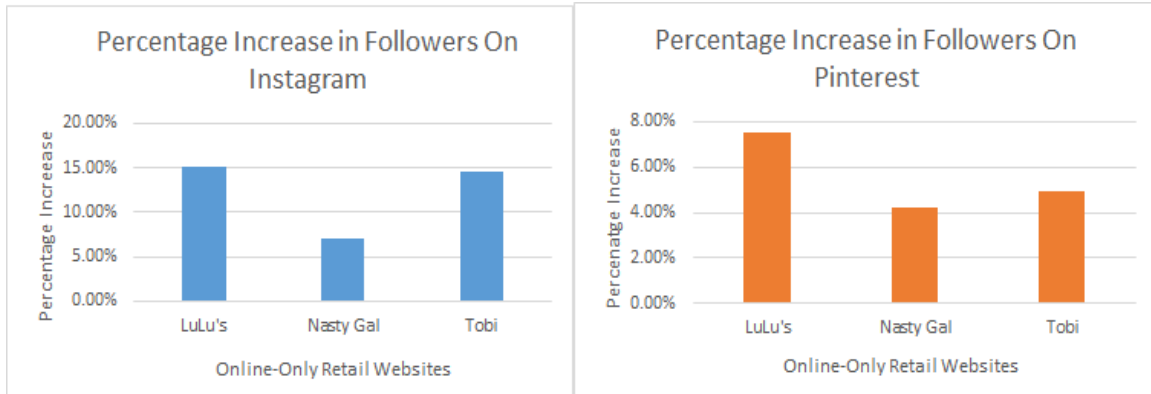 Percentage Increase in Followers On
Instagram
Percentage Increease
20.00%
15.00%
10.00%
5.00%
0.00%
LuLu's Nasty Gal Tobi
Online-Only Retail Websites
Percentage Increase in Followers On
Pinterest
Percenatge Increase
8.00%
6.00%
4.00%
2.00%
0.00%
LuLu's Nasty Gal Tobi
Online-Only Retail Websites